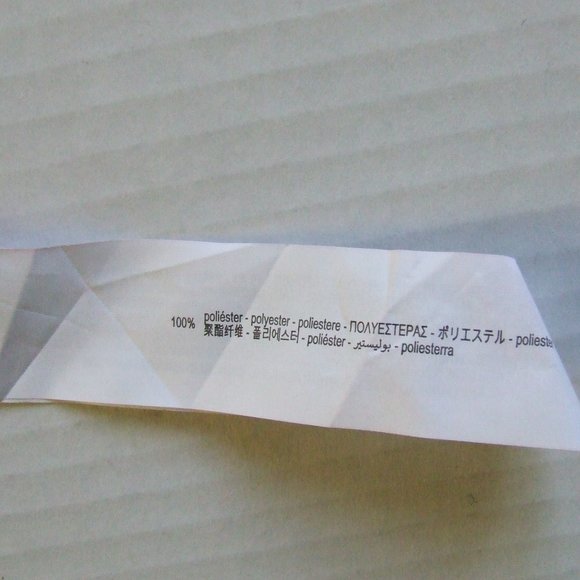 100% poliéster - polyester - poliestere - ΠΟΛΥΕΣΤΕΡΑΣ - ポリエステル - polieste
聚酯纤维 - 폴리에스터 - poliéster - بوليستير - poliesterra